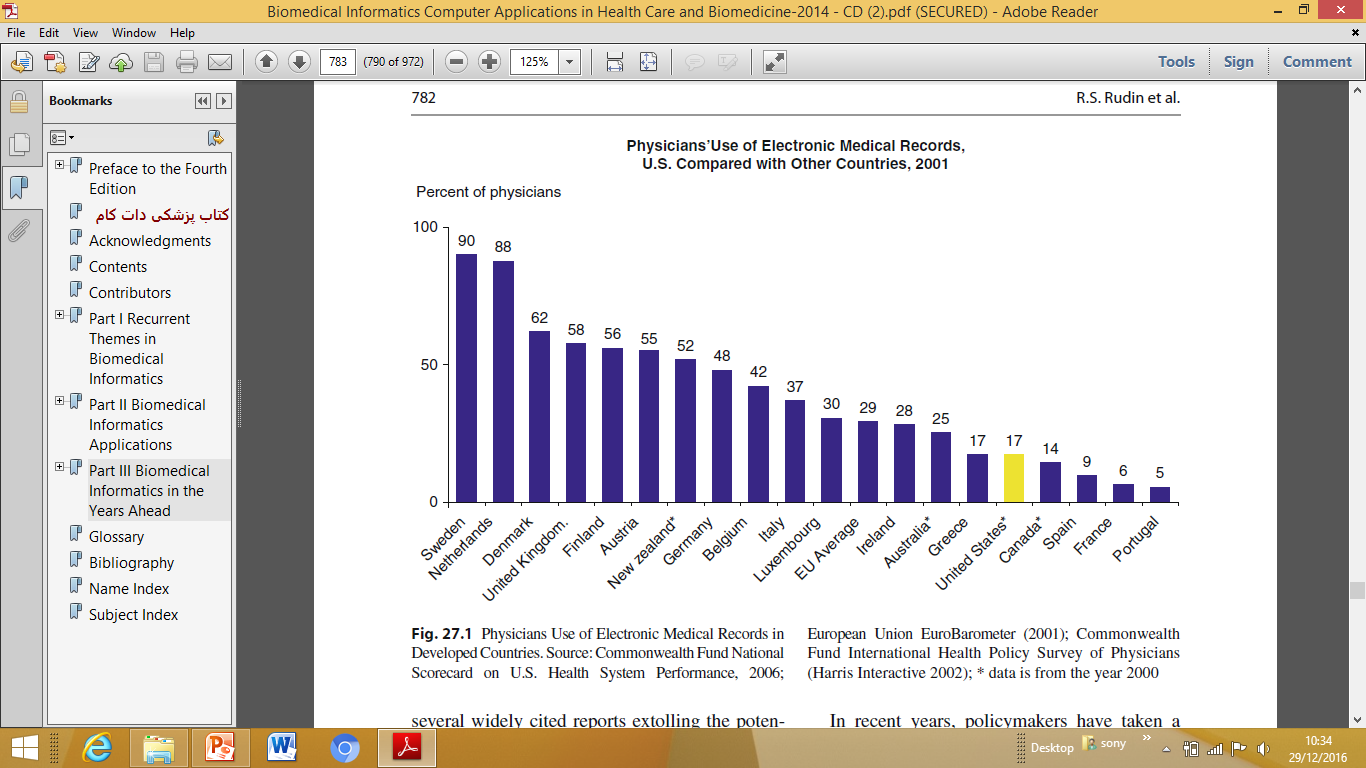 Biomedical Informatics Computer Applications in Health Care and Biomedicine-2014 - CD (2).pdf (SECURED) - Adobe Reader
File Edit View Window Help
783 (790 of 972) 125% Tools Sign Comment
Bookmarks
Preface to the Fourth
Edition
کتاب پزشکی دات کام
Acknowledgments
Contents
Contributors
Part I Recurrent
Themes in
Biomedical
Informatics
Part II Biomedical
Informatics
Applications
Part III Biomedical
Informatics in the
Years Ahead
Glossary
Bibliography
Name Index
Subject Index
782 R.S. Rudin et al.
Physicians'Use of Electronic Medical Records,
U.S. Compared with Other Countries, 2001
Percent of physicians
100
50
0
90 88 62 58 56 55 52 48 42 37 30 29 28 25 17 17 14 9 6 5
Sweden
Netherlands
Denmark
United Kingdom.
Finland
Austria
New zealand*
Germany
Belgium
Italy
Luxembourg
EU Average
Ireland
Australia*
Greece
United States*
Canada*
Spain
France
Portugal
Fig. 27.1 Physicians Use of Electronic Medical Records in
Developed Countries. Source: Commonwealth Fund National
Scorecard on U.S. Health System Performance, 2006;
European Union EuroBarometer (2001); Commonwealth
Fund International Health Policy Survey of Physicians
(Harris Interactive 2002); * data is from the year 2000
several widely cited reports extolling the poten-
In recent years, policymakers have taken a
Desktop sony
10:34
29/12/2016